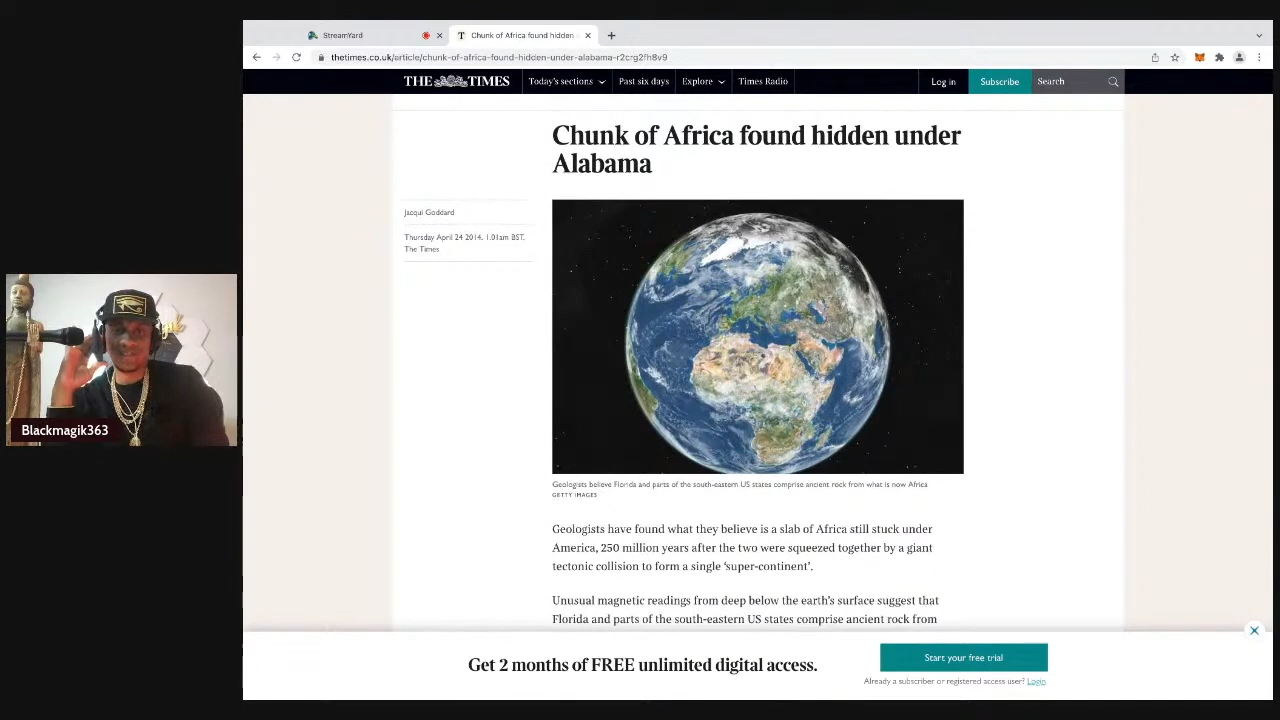 StreamYard
T
Chunk of Africa found hidden
thetimes.co.uk/article/chunk-of-africa-found-hidden-under-alabama-r2crg2fh8v9
THE TIMES
Today's sections
Past six days
Explore
Times Radio
Log in
Subscribe
Search
Chunk of Africa found hidden under
Alabama
Jacqui Goddard
Thursday April 24 2014, 1.01am BST,
The Times
Geologists believe Florida and parts of the south-eastern US states comprise ancient rock from what is now Africa
GETTY IMAGES
Geologists have found what they believe is a slab of Africa still stuck under
America, 250 million years after the two were squeezed together by a giant
tectonic collision to form a single ‘super-continent’.
Unusual magnetic readings from deep below the earth’s surface suggest that
Florida and parts of the south-eastern US states comprise ancient rock from
Blackmagik363
Get 2 months of FREE unlimited digital access.
Start your free trial
Already a subscriber or registered access user? Login